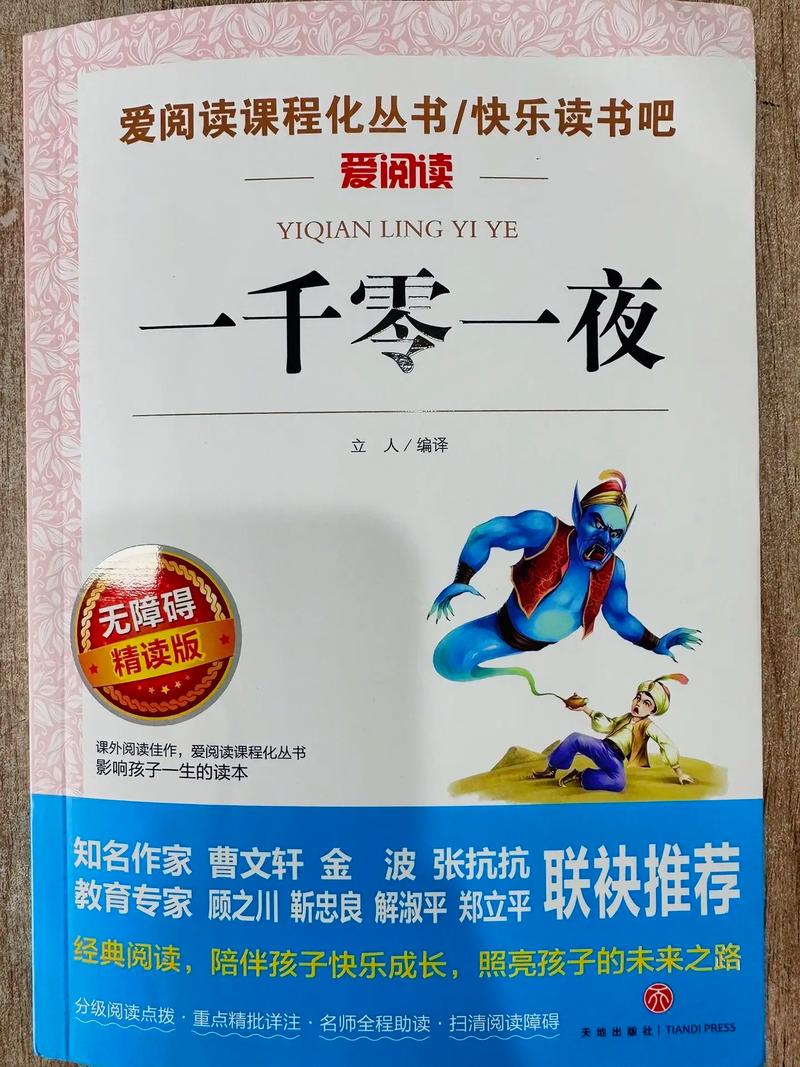 爱阅读课程化丛书/快乐读书吧
爱阅读
YIQIAN LING YI YE
一千零一夜
立 人/编译
无障碍
精读版
课外阅读佳作，爱阅读课程化丛书
影响孩子一生的读本
知名作家 曹文轩 金 波 张抗抗
教育专家 顾之川 靳忠良 解淑平 郑立平
联袂推荐
经典阅读，陪伴孩子快乐成长，照亮孩子的未来之路
分级阅读点拨·重点精批详注·名师全程助读·扫清阅读障碍
天地出版社 | TIANDI PRESS